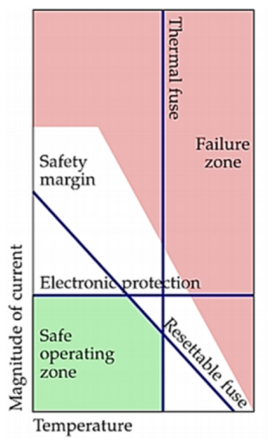 Thermal fuse
Failure
zone
Safety
margin
Electronic protection
Resettable fuse
Safe
operating
zone
Magnitude of current
Temperature